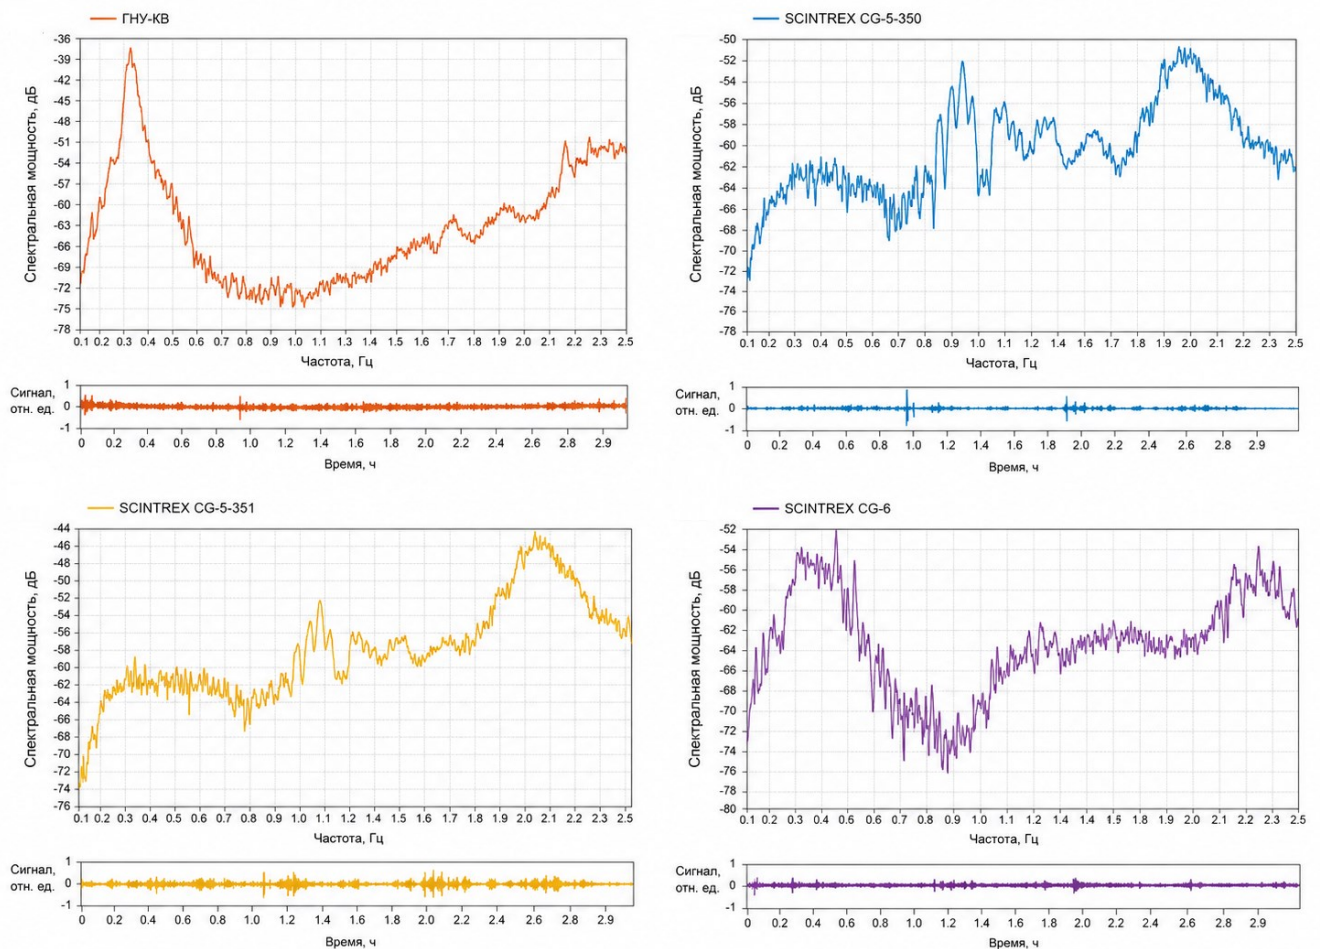 ГНУ-КВ
Спектральная мощность, дБ
-36
-39
-42
-45
-48
-51
-54
-57
-60
-63
-66
-69
-72
-75
-78
0.1 0.2 0.3 0.4 0.5 0.6 0.7 0.8 0.9 1.0 1.1 1.3 1.4 1.5 1.6 1.7 1.8 1.9 2.1 2.2 2.2 2.3 2.5
Частота, Гц
Сигнал,
отн. ед.
1
0
-1
0 0.2 0.4 0.6 0.8 1.0 1.2 1.4 1.6 1.8 2.0 2.2 2.4 2.6 2.8 2.9
Время, ч
SCINTREX CG-5-350
Спектральная мощность, дБ
-50
-52
-54
-56
-58
-60
-62
-64
-66
-68
-70
-72
-74
-76
-78
0.1 0.2 0.3 0.4 0.6 0.6 0.7 0.8 0.9 1.0 1.1 1.2 1.4 1.5 1.6 1.7 1.8 1.9 2.0 2.1 2.2 2.4 2.5
Частота, Гц
Сигнал,
отн. ед.
1
0
-1
0 0.2 0.4 0.6 0.8 1.0 1.2 1.4 1.6 1.8 2.0 2.2 2.4 2.6 2.8 2.9
Время, ч
SCINTREX CG-5-351
Спектральная мощность, дБ
-44
-46
-48
-50
-52
-54
-56
-58
-60
-62
-64
-66
-68
-70
-72
-74
-76
0.1 0.2 0.3 0.4 0.5 0.6 0.7 0.8 0.9 1.0 1.1 1.2 1.4 1.5 1.6 1.7 1.8 1.9 2.0 2.1 2.2 2.3 2.5
Частота, Гц
Сигнал,
отн. ед.
1
0
-1
0 0.2 0.4 0.6 0.8 1.0 1.2 1.4 1.6 1.8 2.0 2.2 2.4 2.6 2.8 2.9
Время, ч
SCINTREX CG-6
Спектральная мощность, дБ
-52
-54
-56
-58
-60
-62
-64
-66
-68
-70
-72
-74
-76
-78
-80
0.1 0.2 0.3 0.4 0.6 0.6 0.7 0.8 0.9 1.0 1.1 1.2 1.4 1.5 1.6 1.7 1.8 1.9 2.0 2.1 2.2 2.3 2.5
Частота, Гц
Сигнал,
отн. ед.
1
0
-1
0 0.2 0.4 0.6 0.8 1.0 1.2 1.4 1.6 1.8 2.0 2.2 2.4 2.6 2.8 2.9
Время, ч